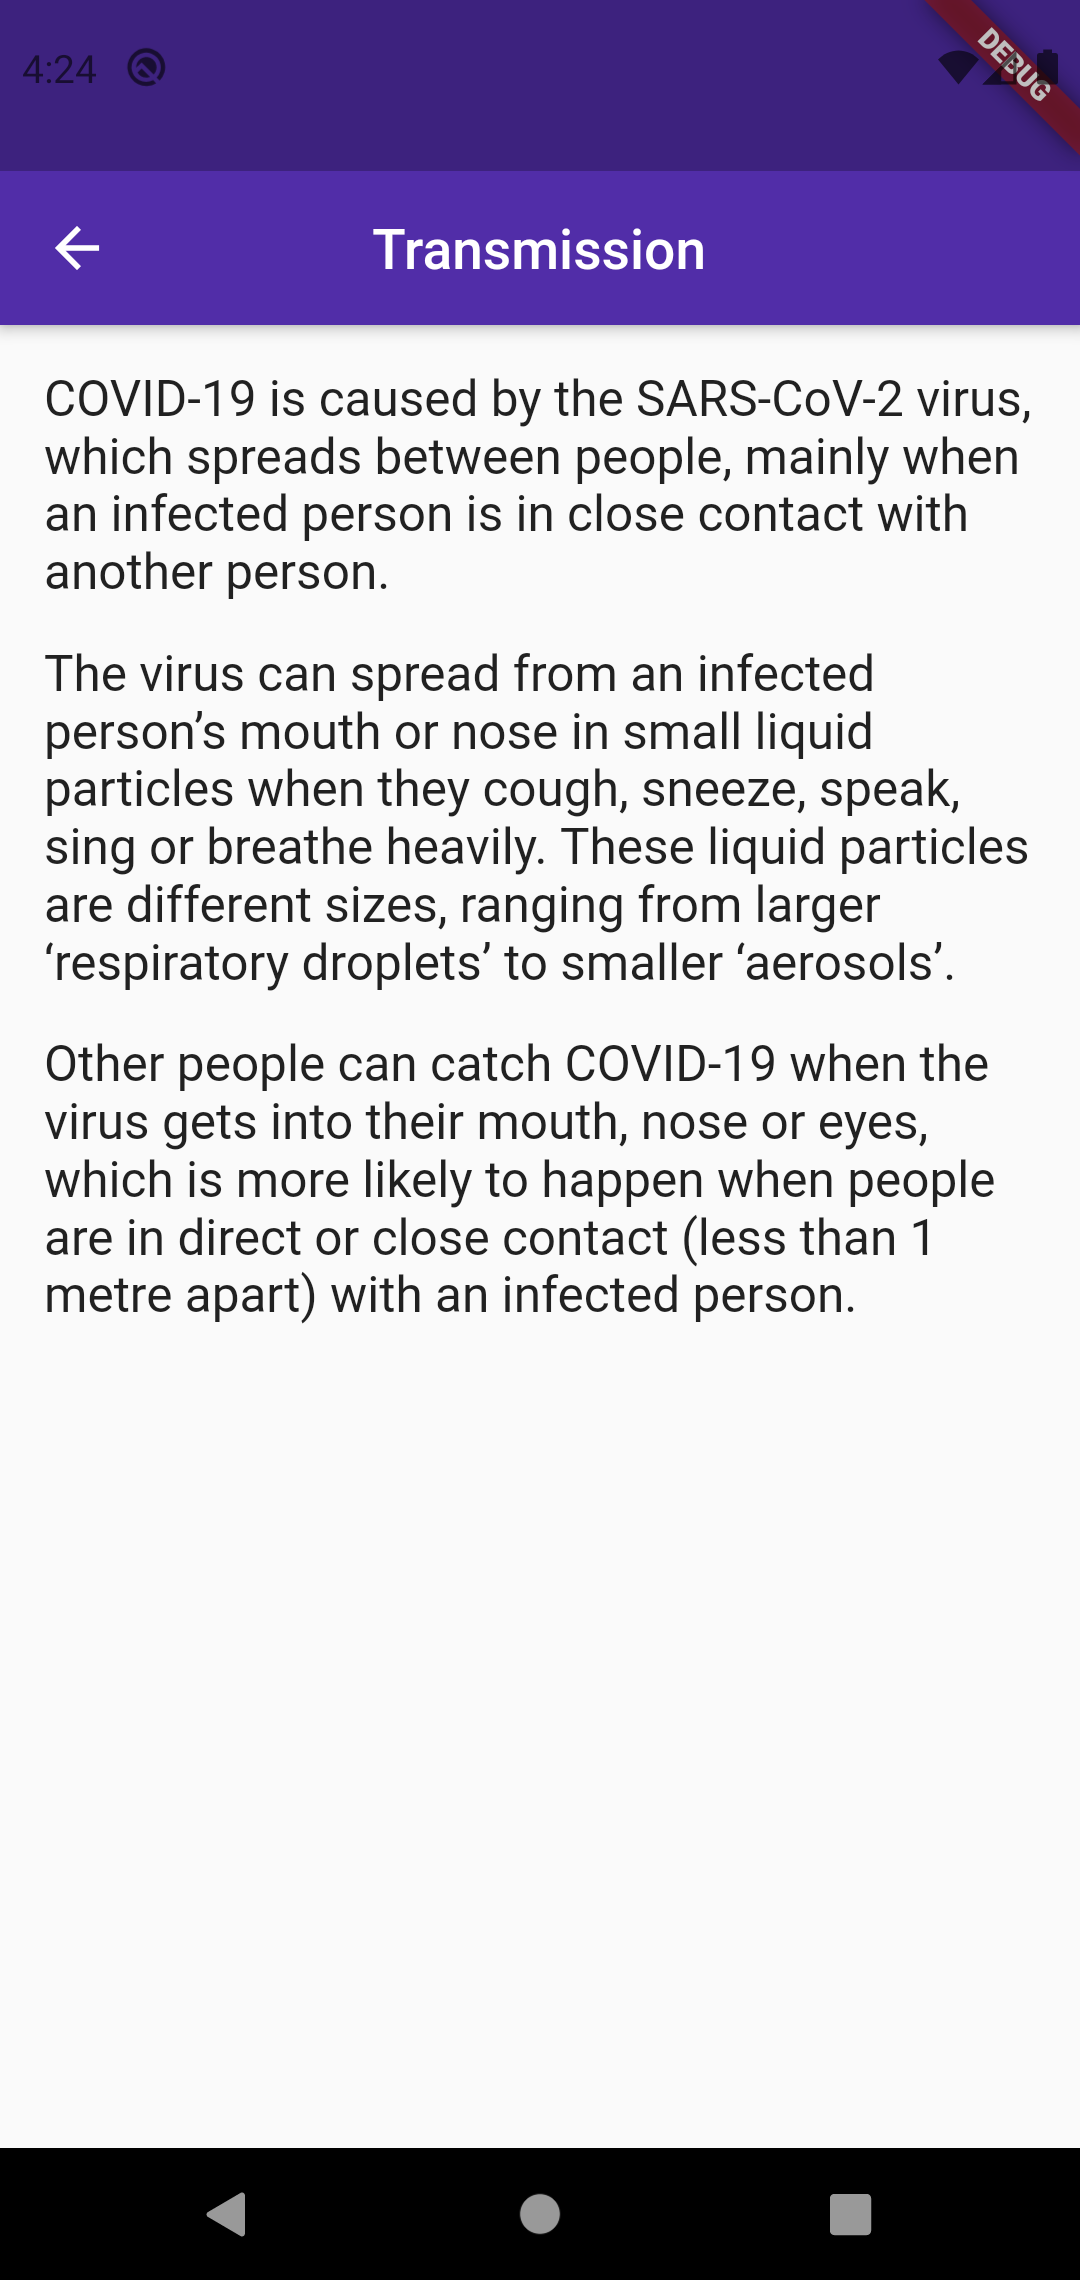 4:24
DEBUG
Transmission
COVID-19 is caused by the SARS-CoV-2 virus,
which spreads between people, mainly when
an infected person is in close contact with
another person.
The virus can spread from an infected
person’s mouth or nose in small liquid
particles when they cough, sneeze, speak,
sing or breathe heavily. These liquid particles
are different sizes, ranging from larger
‘respiratory droplets’ to smaller ‘aerosols’.
Other people can catch COVID-19 when the
virus gets into their mouth, nose or eyes,
which is more likely to happen when people
are in direct or close contact (less than 1
metre apart) with an infected person.